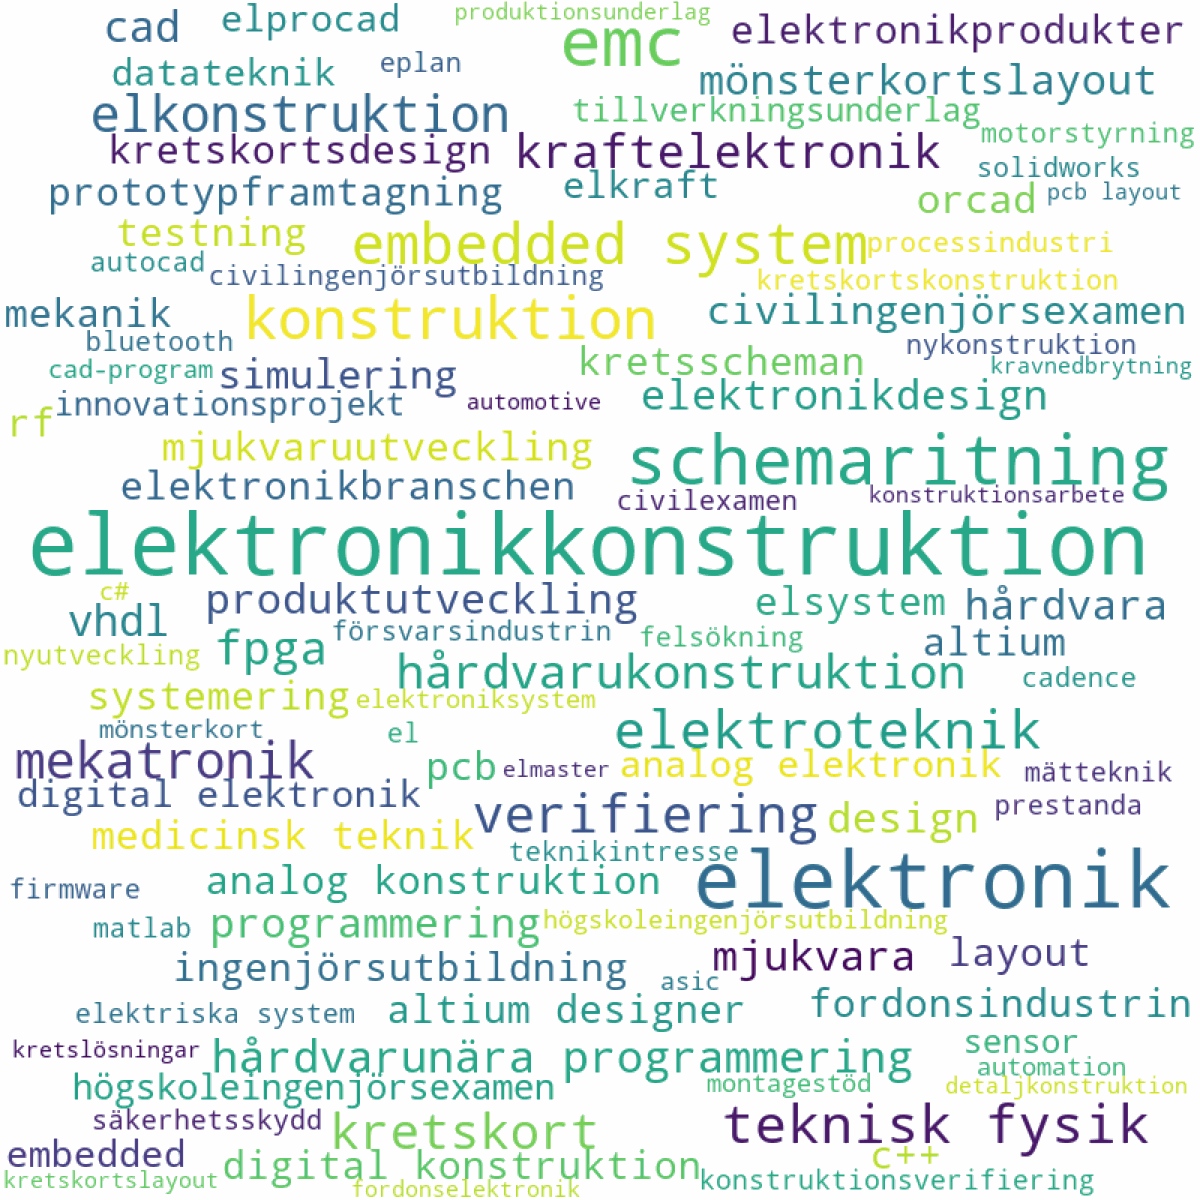 produktionsunderlag
cad elprocad emc elektronikprodukter
datateknik eplan mönsterkortslayout
elkonstruktion tillverkningsunderlag
kretskortsdesign kraftelektronik motorstyrning
prototypframtagning elkraft solidworks
orcad pcb layout
testning embedded system processindustri
autocad civilingenjörsutbildning kretskortskonstruktion
mekanik konstruktion civilingenjörsexamen
bluetooth kretsscheman nykonstruktion
cad-program simulering kravnedbrytning
rf innovationsprojekt automotive elektronikdesign
mjukvaruutveckling schemaritning
elektronikbranschen civilexamen konstruktionsarbete
elektronikkonstruktion
c# produktutveckling elsystem hårdvara
vhdl fpga försvarsindustrin felsökning altium
nyutveckling hårdvarukonstruktion cadence
systemering elektroniksystem
mönsterkort el elektroteknik
mekatronik pcb elmaster analog elektronik mätteknik
digital elektronik verifiering design prestanda
medicinsk teknik teknikintresse
firmware analog konstruktion elektronik
matlab programmering högskoleingenjörsutbildning
ingenjörsutbildning asic mjukvara layout
elektriska system altium designer fordonsindustrin
kretslösningar hårdvarunära programmering sensor
automation
högskoleingenjörsexamen montagestöd detaljkonstruktion
säkerhetsskydd kretskort teknisk fysik
embedded digital konstruktion c++
kretskortslayout fordonselektronik konstruktionsverifiering